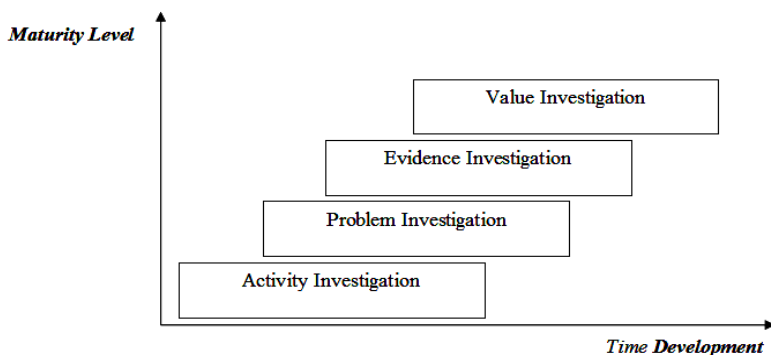 Maturity Level
Value Investigation
Evidence Investigation
Problem Investigation
Activity Investigation
Time Development